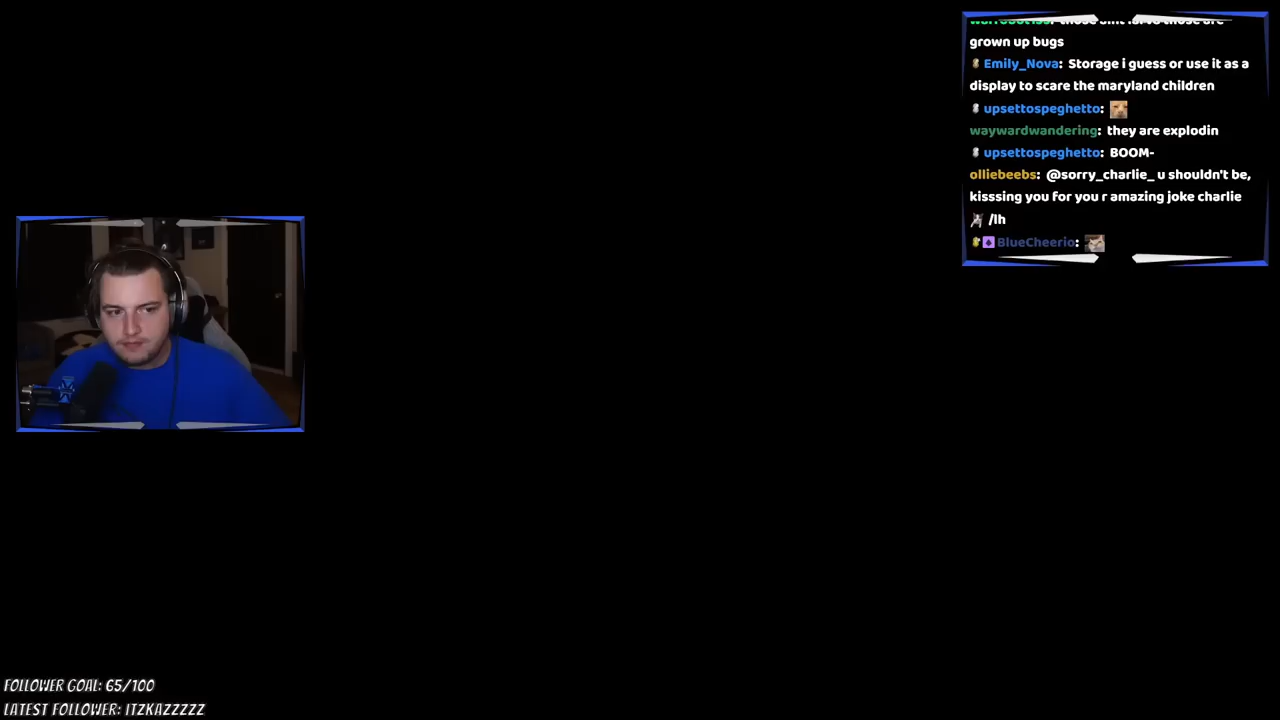 grown up bugs
Emily_Nova: Storage i guess or use it as a
display to scare the maryland children
upsettospeghetto:
waywardwandering: they are explodin
upsettospeghetto: BOOM-
olliebeebs: @sorry_charlie_ u shouldn't be,
kisssing you for you r amazing joke charlie
/lh
BlueCheerio:
FOLLOWER GOAL: 65/100
LATEST FOLLOWER: ITZKAZZZZZ